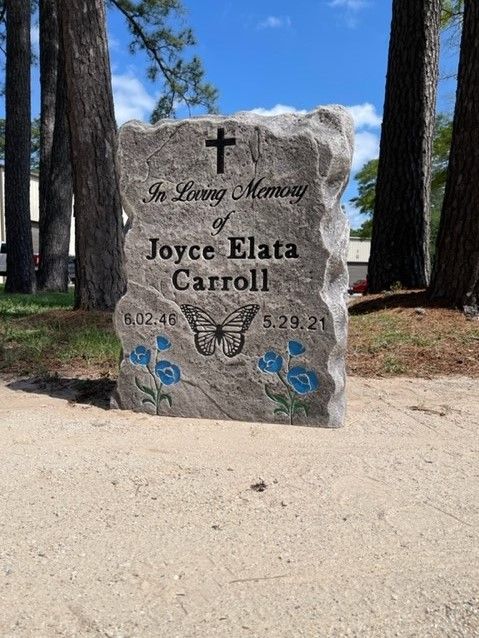 In Loving Memory
of
Joyce Elata
Carroll
6.02.46 5.29.21